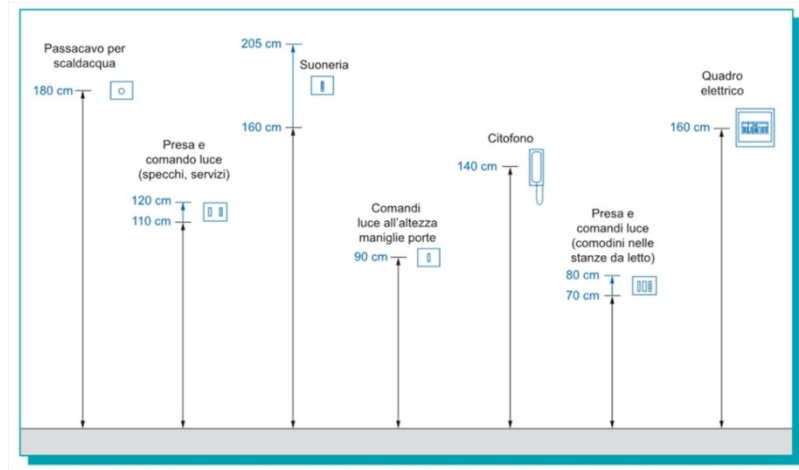 Passacavo per
scaldacqua
180 cm
Presa e
comando luce
(specchi, servizi)
120 cm
110 cm
205 cm
Suoneria
160 cm
Comandi
luce all'altezza
maniglie porte
90 cm
Citofono
140 cm
Presa e
comandi luce
(comodini nelle
stanze da letto)
80 cm
70 cm
Quadro
elettrico
160 cm